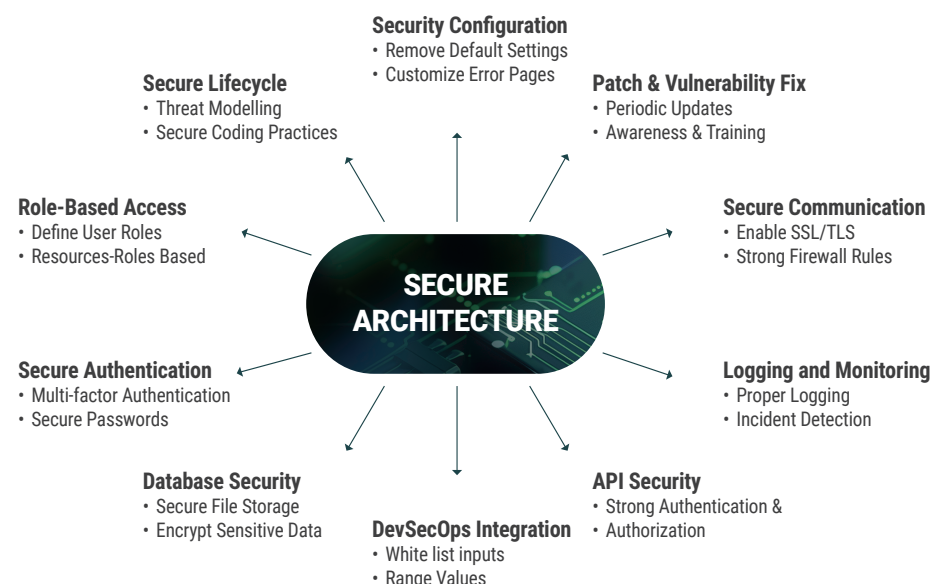 Security Configuration
• Remove Default Settings
• Customize Error Pages
Secure Lifecycle
• Threat Modelling
• Secure Coding Practices
Patch & Vulnerability Fix
• Periodic Updates
• Awareness & Training
Role-Based Access
• Define User Roles
• Resources-Roles Based
Secure Communication
• Enable SSL/TLS
• Strong Firewall Rules
SECURE
ARCHITECTURE
Secure Authentication
• Multi-factor Authentication
• Secure Passwords
Logging and Monitoring
• Proper Logging
• Incident Detection
Database Security
• Secure File Storage
• Encrypt Sensitive Data
DevSecOps Integration
• White list inputs
• Range Values
API Security
• Strong Authentication &
• Authorization